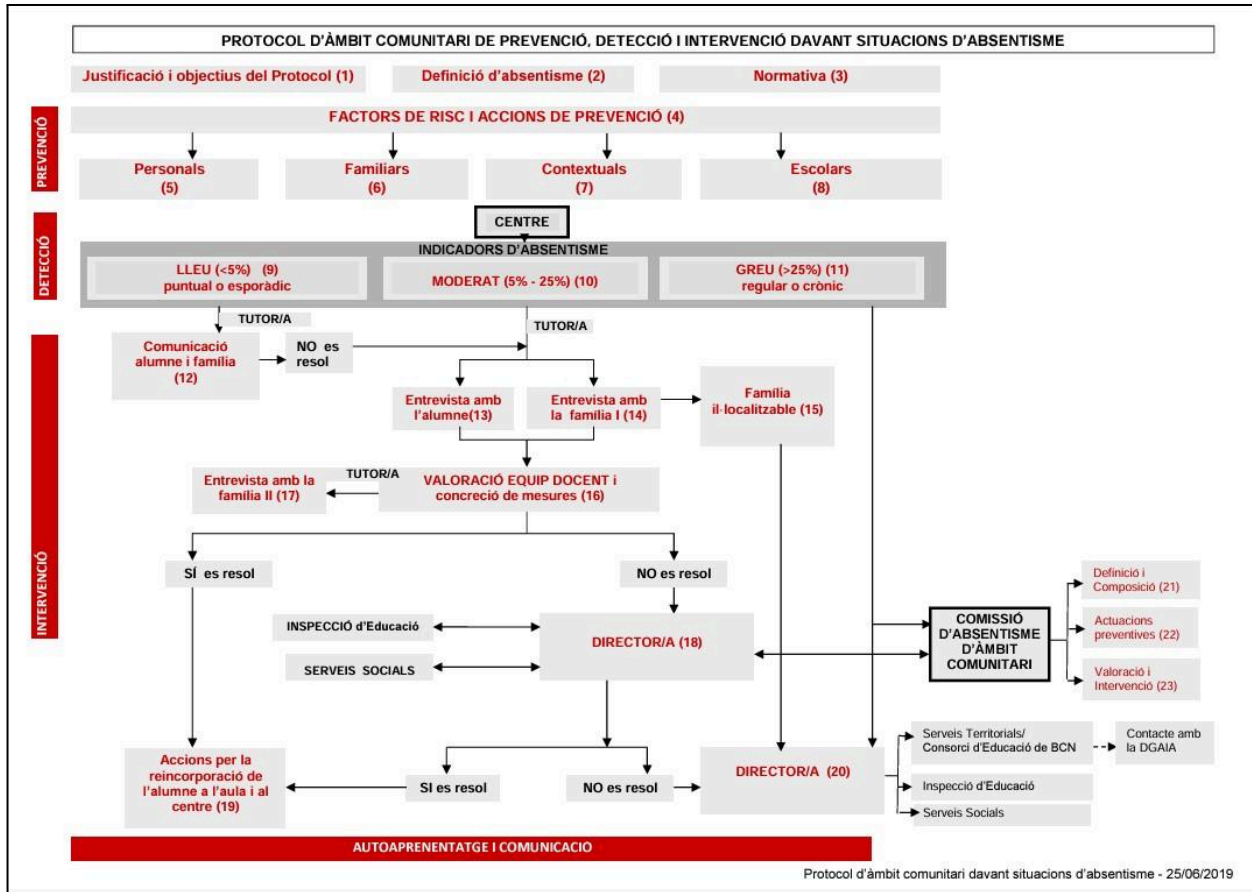 PROTOCOL D'ÀMBIT COMUNITARI DE PREVENCIÓ, DETECCIÓ I INTERVENCIÓ DAVANT SITUACIONS D'ABSENTISME
Justificació i objectius del Protocol (1)
Definició d'absentisme (2)
Normativa (3)
PREVENCIÓ
FACTORS DE RISC I ACCIONS DE PREVENCIÓ (4)
Personals
(5)
Familiars
(6)
Contextuals
(7)
Escolars
(8)
DETECCIÓ
CENTRE
INDICADORS D'ABSENTISME
LLEU (<5%) (9)
puntual o esporàdic
MODERAT (5% - 25%) (10)
GREU (>25%) (11)
regular o crònic
INTERVENCIÓ
TUTOR/A
TUTOR/A
Comunicació
alumne i família
(12)
NO es
resol
Entrevista amb
l'alumne(13)
Entrevista amb
la família I (14)
Família
il·localitzable (15)
TUTOR/A
Entrevista amb la
família II (17)
VALORACIÓ EQUIP DOCENT i
concreció de mesures (16)
SÍ es resol
NO es resol
INSPECCIÓ d'Educació
SERVEIS SOCIALS
DIRECTOR/A (18)
COMISSIÓ
D'ABSENTISME
D'ÀMBIT
COMUNITARI
Definició i
Composició (21)
Actuacions
preventives (22)
Valoració i
Intervenció (23)
Accions per la
reincorporació de
l'alumne a l'aula i al
centre (19)
SI es resol
NO es resol
DIRECTOR/A (20)
Serveis Territorials/
Consorci d'Educació de BCN
Contacte amb
la DGAIA
Inspecció d'Educació
Serveis Socials
AUTOAPRENENTATGE I COMUNICACIÓ
Protocol d'àmbit comunitari davant situacions d'absentisme - 25/06/2019